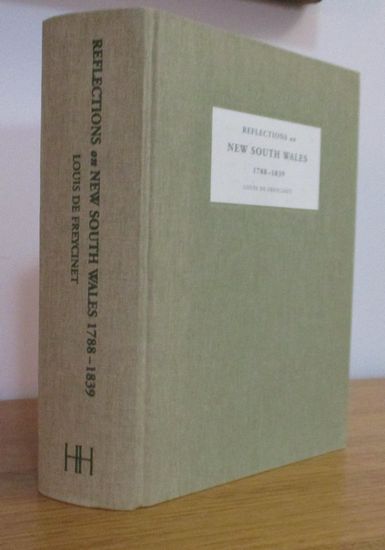 REFLECTIONS on NEW SOUTH WALES 1788–1839
LOUIS DE FREYCINET
HH
REFLECTIONS on
NEW SOUTH WALES
1788–1839
LOUIS DE FREYCINET